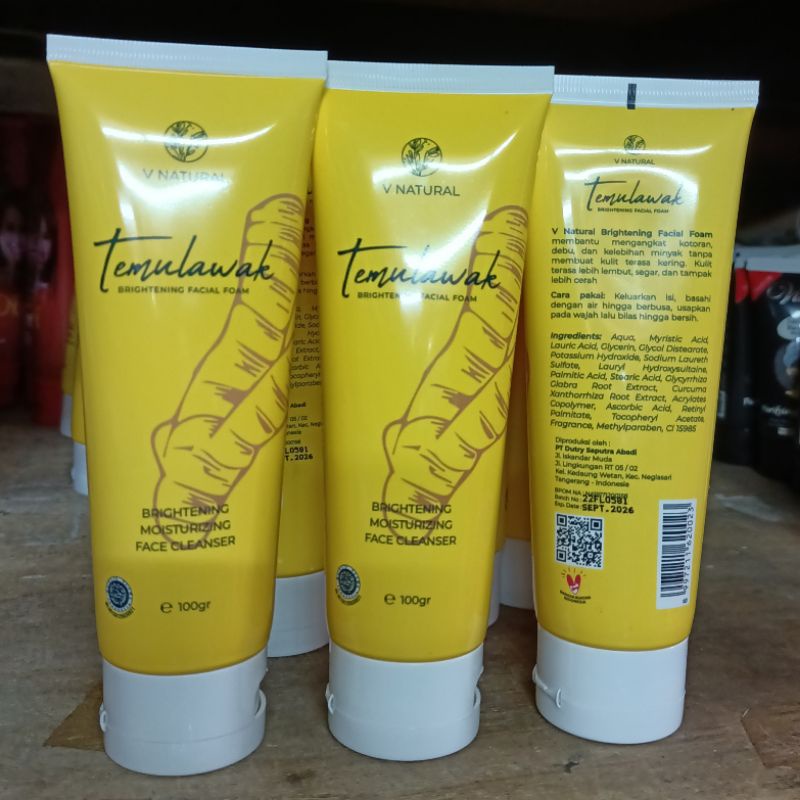 V NATURAL
Temulawak
BRIGHTENING FACIAL FOAM
BRIGHTENING
MOISTURIZING
FACE CLEANSER
e 100gr
V NATURAL
Temulawak
BRIGHTENING FACIAL FOAM
BRIGHTENING
MOISTURIZING
FACE CLEANSER
e 100gr
V NATURAL
Temulawak
BRIGHTENING FACIAL FOAM
V Natural Brightening Facial Foam
membantu mengangkat kotoran,
debu, dan kelebihan minyak tanpa
membuat kulit terasa kering. Kulit
terasa lebih lembut, segar, dan tampak
lebih cerah
Cara pakai: Keluarkan isi, basahi
dengan air hingga berbusa, usapkan
pada wajah lalu bilas hingga bersih.
Ingredients: Aqua, Myristic Acid,
Lauric Acid, Glycerin, Glycol Distearate,
Potassium Hydroxide, Sodium Laureth
Sulfate, Lauryl Hydroxysultaine,
Palmitic Acid, Stearic Acid, Glycyrrhiza
Glabra Root Extract, Curcuma
Xanthorrhiza Root Extract, Acrylates
Copolymer, Ascorbic Acid, Retinyl
Palmitate, Tocopheryl Acetate,
Fragrance, Methylparaben, CI 15985
Diproduksi oleh :
PT Dutry Saputra Abadi
Jl. Iskandar Muda
Jl. Lingkungan RT 05 / 02
Kel. Kedaung Wetan, Kec. Neglasari
Tangerang - Indonesia
BPOM NA
Batch No. 22FL0581
Exp. Date SEPT.2026
8 997211 620023